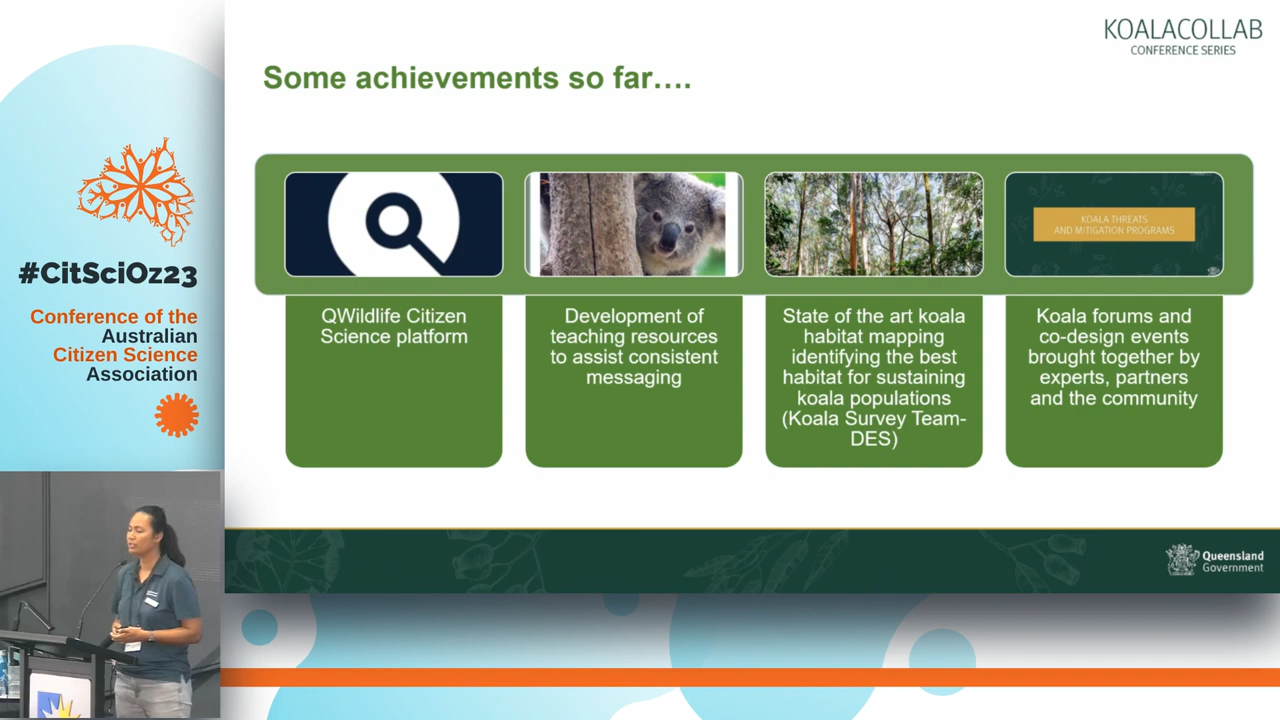 KOALACOLLAB
CONFERENCE SERIES
Some achievements so far….
KOALA THREATS
AND MITIGATION PROGRAMS
QWildlife Citizen
Science platform
Development of
teaching resources
to assist consistent
messaging
State of the art koala
habitat mapping
identifying the best
habitat for sustaining
koala populations
(Koala Survey Team-
DES)
Koala forums and
co-design events
brought together by
experts, partners
and the community
Queensland
Government
#CitSciOz23
Conference of the
Australian
Citizen Science
Association